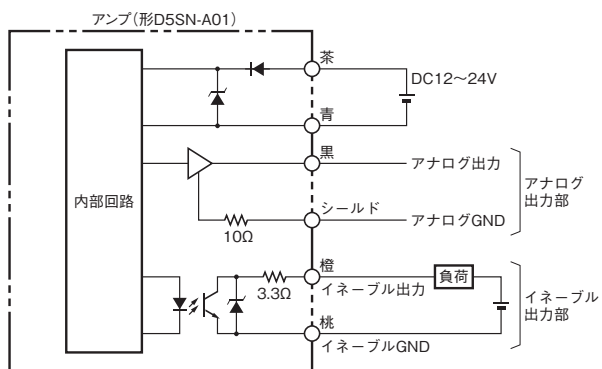 アンプ(形D5SN-A01)
茶
DC12～24V
青
黒
アナログ出力
内部回路
シールド
アナログGND
10Ω
アナログ
出力部
橙
イネーブル出力
負荷
3.3Ω
桃
イネーブルGND
イネーブル
出力部